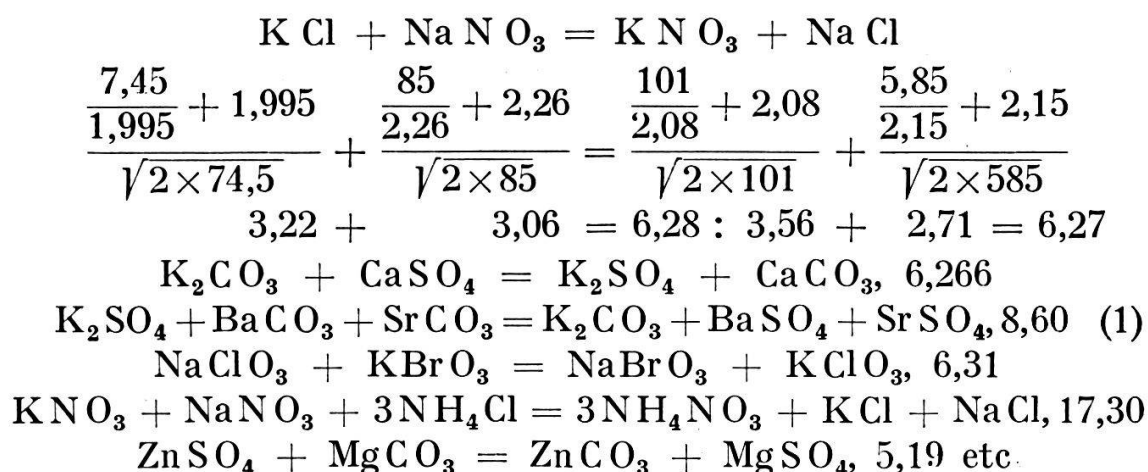 K Cl + Na N O₃ = K N O₃ + Na Cl
7,45/1,995 + 1,995 / √2×74,5 + 85/2,26 + 2,26 / √2×85 = 101/2,08 + 2,08 / √2×101 + 5,85/2,15 + 2,15 / √2×585
3,22 + 3,06 = 6,28 : 3,56 + 2,71 = 6,27
K₂CO₃ + CaSO₄ = K₂SO₄ + CaCO₃, 6,266
K₂SO₄ + BaCO₃ + SrCO₃ = K₂CO₃ + BaSO₄ + SrSO₄, 8,60 (1)
NaClO₃ + KBrO₃ = NaBrO₃ + KClO₃, 6,31
KNO₃ + NaNO₃ + 3NH₄Cl = 3NH₄NO₃ + KCl + NaCl, 17,30
ZnSO₄ + MgCO₃ = ZnCO₃ + MgSO₄, 5,19 etc.